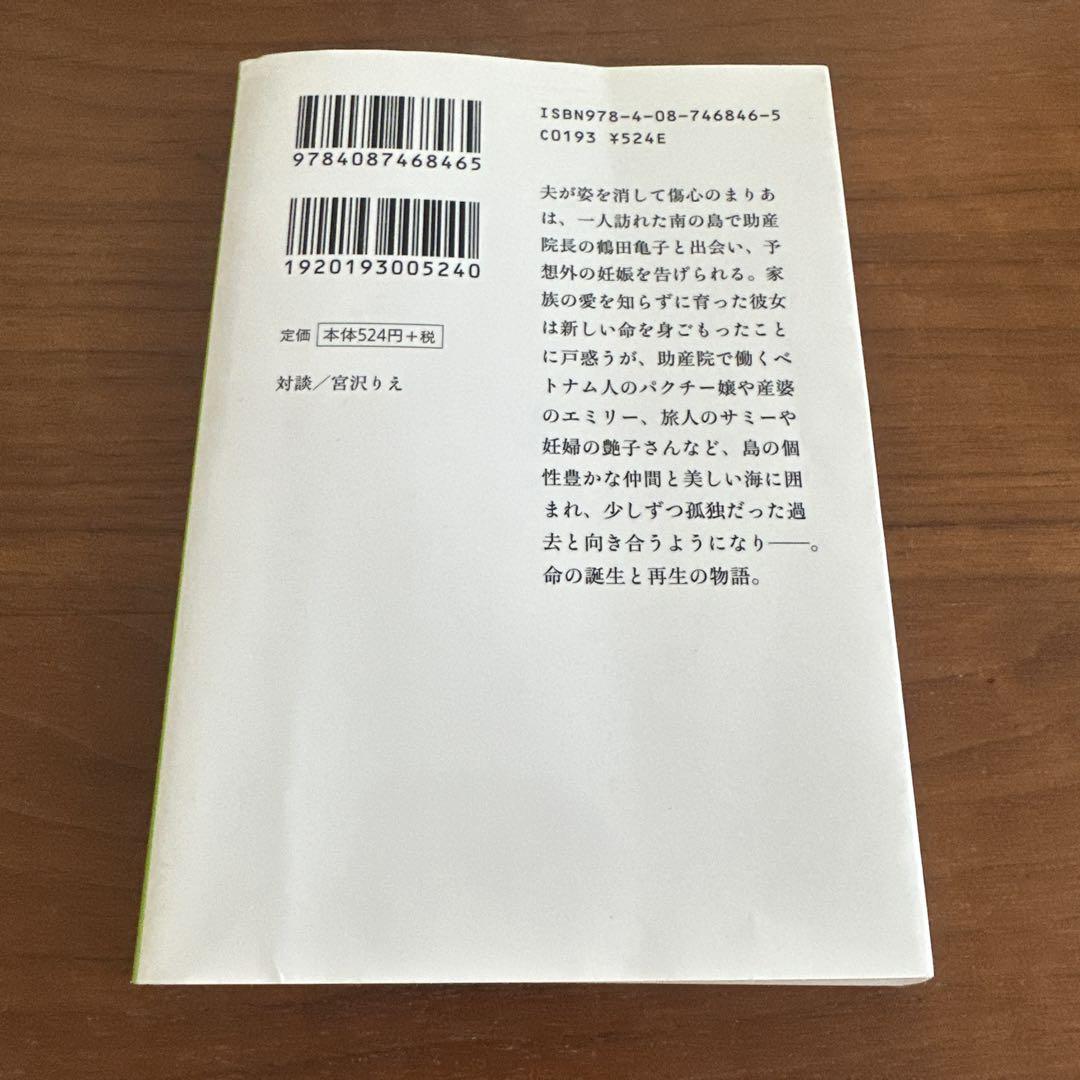 9784087468465
1920193005240
定価 本体524円+税
対談/宮沢りえ
ISBN978-4-08-746846-5
C0193 ¥524E
夫が姿を消して傷心のまりあ
は、一人訪れた南の島で助産
院長の鶴田亀子と出会い、予
想外の妊娠を告げられる。家
族の愛を知らずに育った彼女
は新しい命を身ごもったこと
に戸惑うが、助産院で働くベ
トナム人のパクチー嬢や産婆
のエミリー、旅人のサミーや
妊婦の艶子さんなど、島の個
性豊かな仲間と美しい海に囲
まれ、少しずつ孤独だった過
去と向き合うようになり――。
命の誕生と再生の物語。